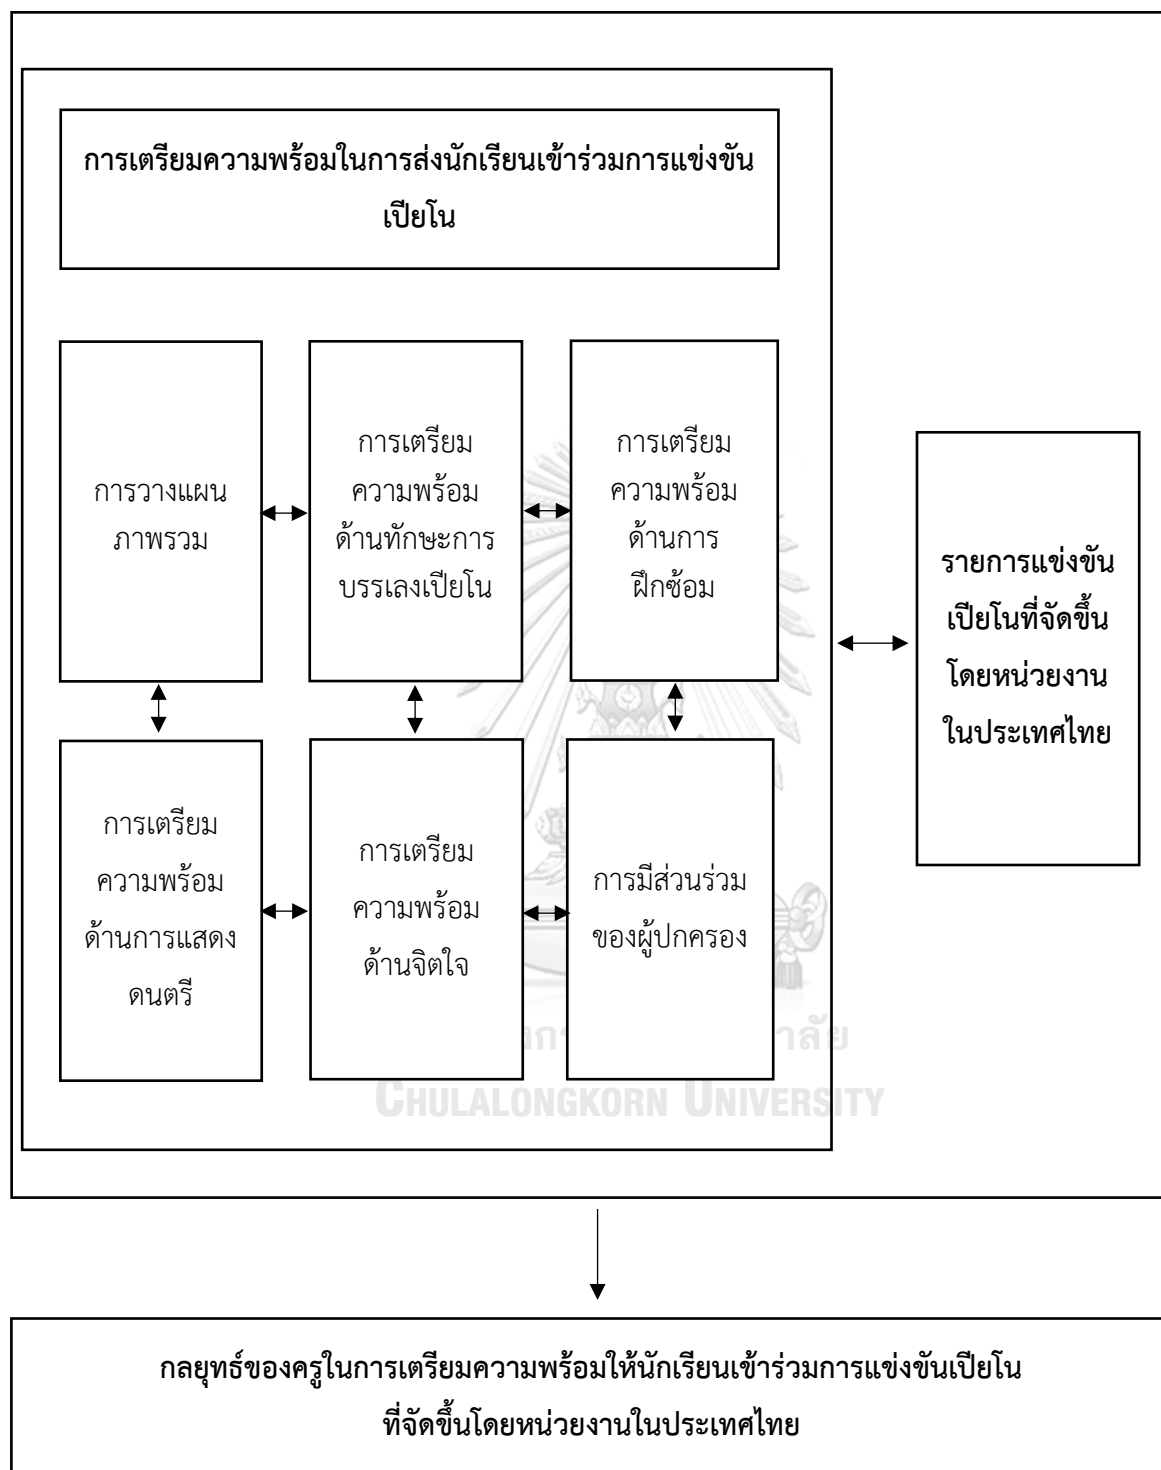 การเตรียมความพร้อมในการส่งนักเรียนเข้าร่วมการแข่งขัน
เปียโน
การวางแผน
ภาพรวม
การเตรียม
ความพร้อม
ด้านทักษะการ
บรรเลงเปียโน
การเตรียม
ความพร้อม
ด้านการ
ฝึกซ้อม
รายการแข่งขัน
เปียโนที่จัดขึ้น
โดยหน่วยงาน
ในประเทศไทย
การเตรียม
ความพร้อม
ด้านการแสดง
ดนตรี
การเตรียม
ความพร้อม
ด้านจิตใจ
การมีส่วนร่วม
ของผู้ปกครอง
CHULALONGKORN UNIVERSITY
กลยุทธ์ของครูในการเตรียมความพร้อมให้นักเรียนเข้าร่วมการแข่งขันเปียโน
ที่จัดขึ้นโดยหน่วยงานในประเทศไทย